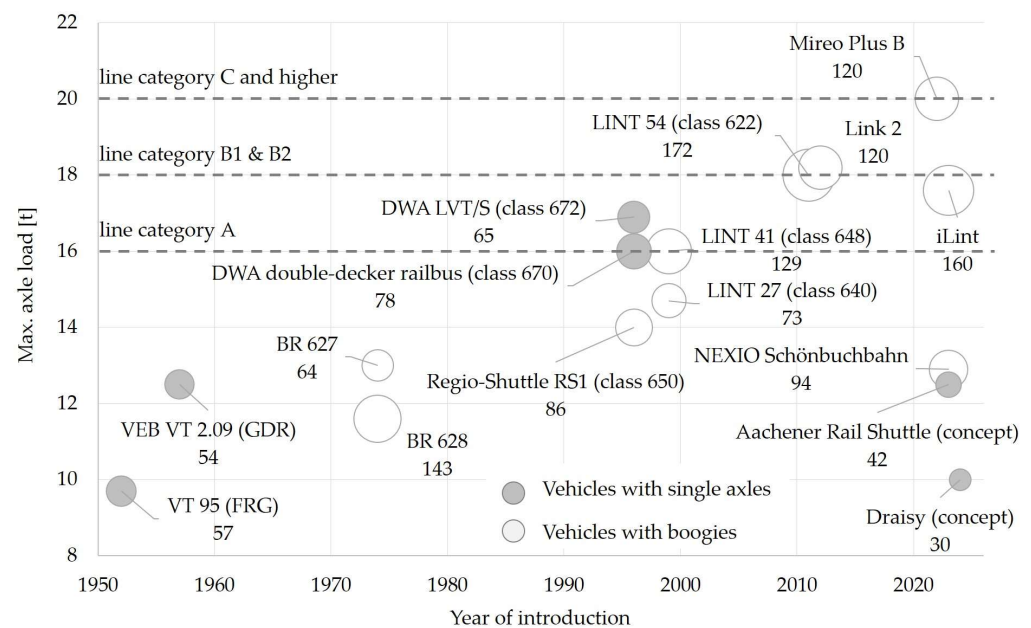 22
20
18
16
14
12
10
8
Max. axle load [t]
line category C and higher
line category B1 & B2
line category A
Mireo Plus B
120
LINT 54 (class 622)
172
Link 2
120
DWA LVT/S (class 672)
65
iLint
160
LINT 41 (class 648)
129
DWA double-decker railbus (class 670)
78
LINT 27 (class 640)
73
BR 627
64
NEXIO Schönbuchbahn
94
Regio-Shuttle RS1 (class 650)
86
VEB VT 2.09 (GDR)
54
BR 628
143
Aachener Rail Shuttle (concept)
42
VT 95 (FRG)
57
Vehicles with single axles
Vehicles with boogies
Draisy (concept)
30
1950
1960
1970
1980
1990
2000
2010
2020
Year of introduction